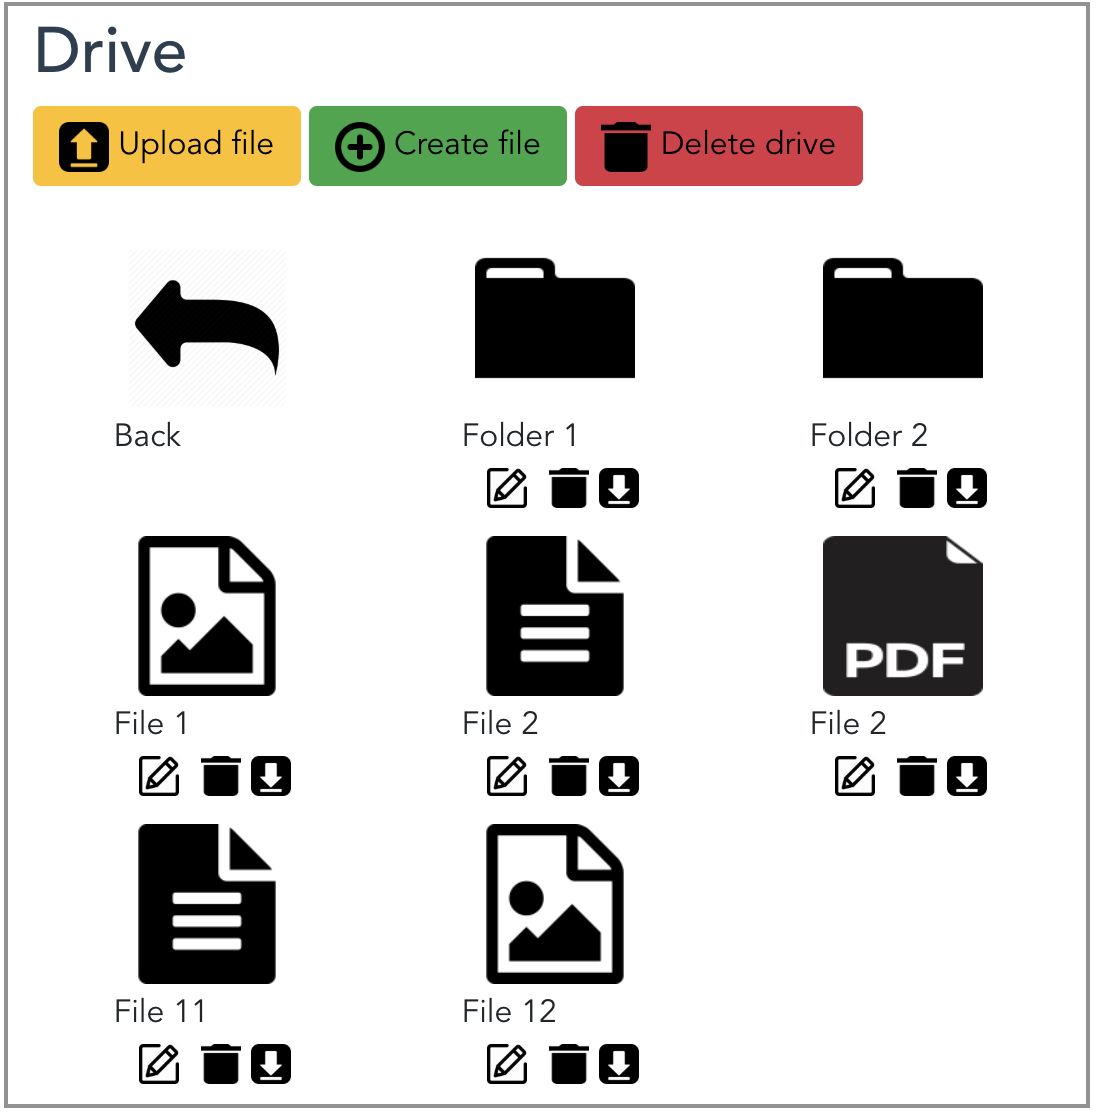 Drive
Upload file Create file Delete drive
Back Folder 1 Folder 2
PDF
File 1 File 2 File 2
File 11 File 12